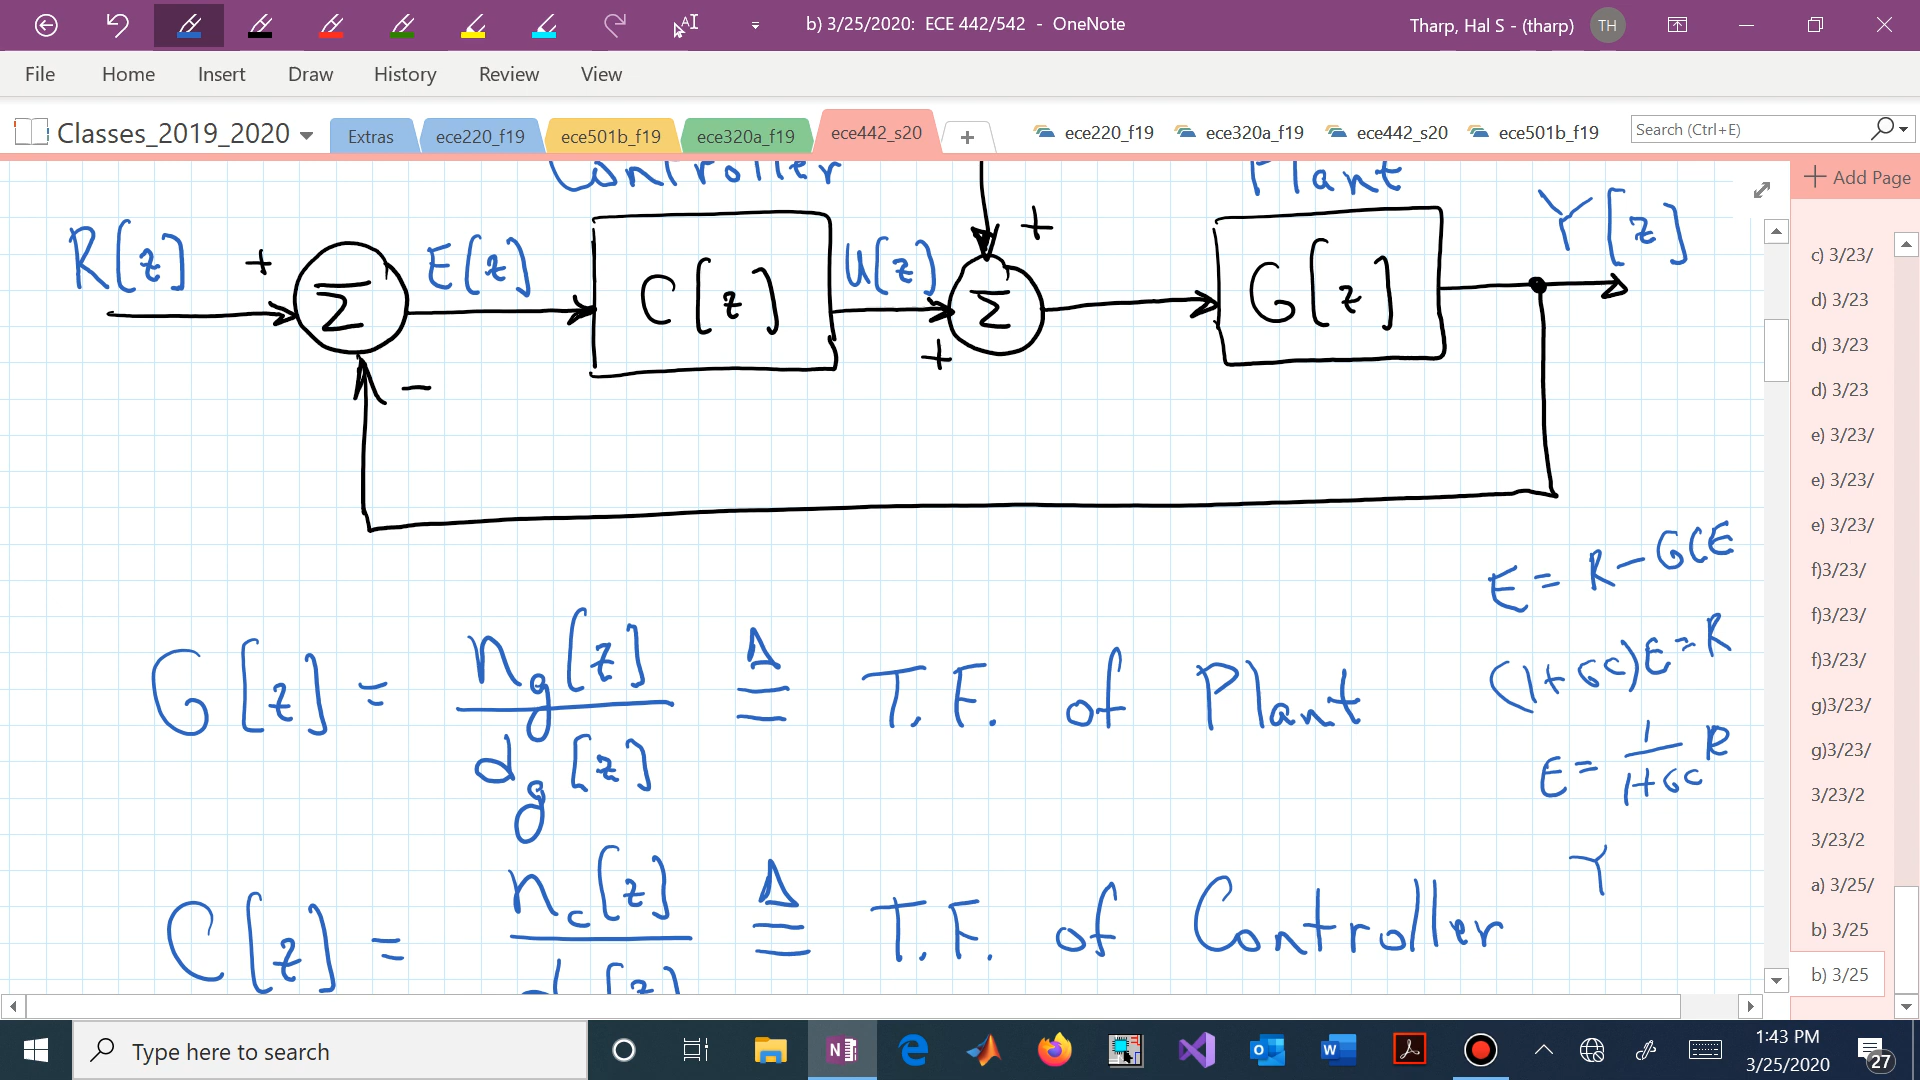 b) 3/25/2020: ECE 442/542 - OneNote
Tharp, Hal S - (tharp)
TH
File Home Insert Draw History Review View
Classes_2019_2020
Extras
ece220_f19
ece501b_f19
ece320a_f19
ece442_s20
+
ece220_f19
ece320a_f19
ece442_s20
ece501b_f19
Search (Ctrl+E)
+ Add Page
Controller
Plant
R[z]
+
Σ
−
E[z]
C[z]
U[z]
+
+
Σ
G[z]
Y[z]
E = R − GCE
(1+GC)E = R
E = 1/(1+GC) R
Y
G[z] = n_g[z] / d_g[z] ≜ T.F. of Plant
C[z] = n_c[z] / d_c[z] ≜ T.F. of Controller
c) 3/23/
d) 3/23
d) 3/23
d) 3/23
e) 3/23/
e) 3/23/
e) 3/23/
f)3/23/
f)3/23/
f)3/23/
g)3/23/
g)3/23/
3/23/2
3/23/2
a) 3/25/
b) 3/25
b) 3/25
Type here to search
1:43 PM
3/25/2020
27